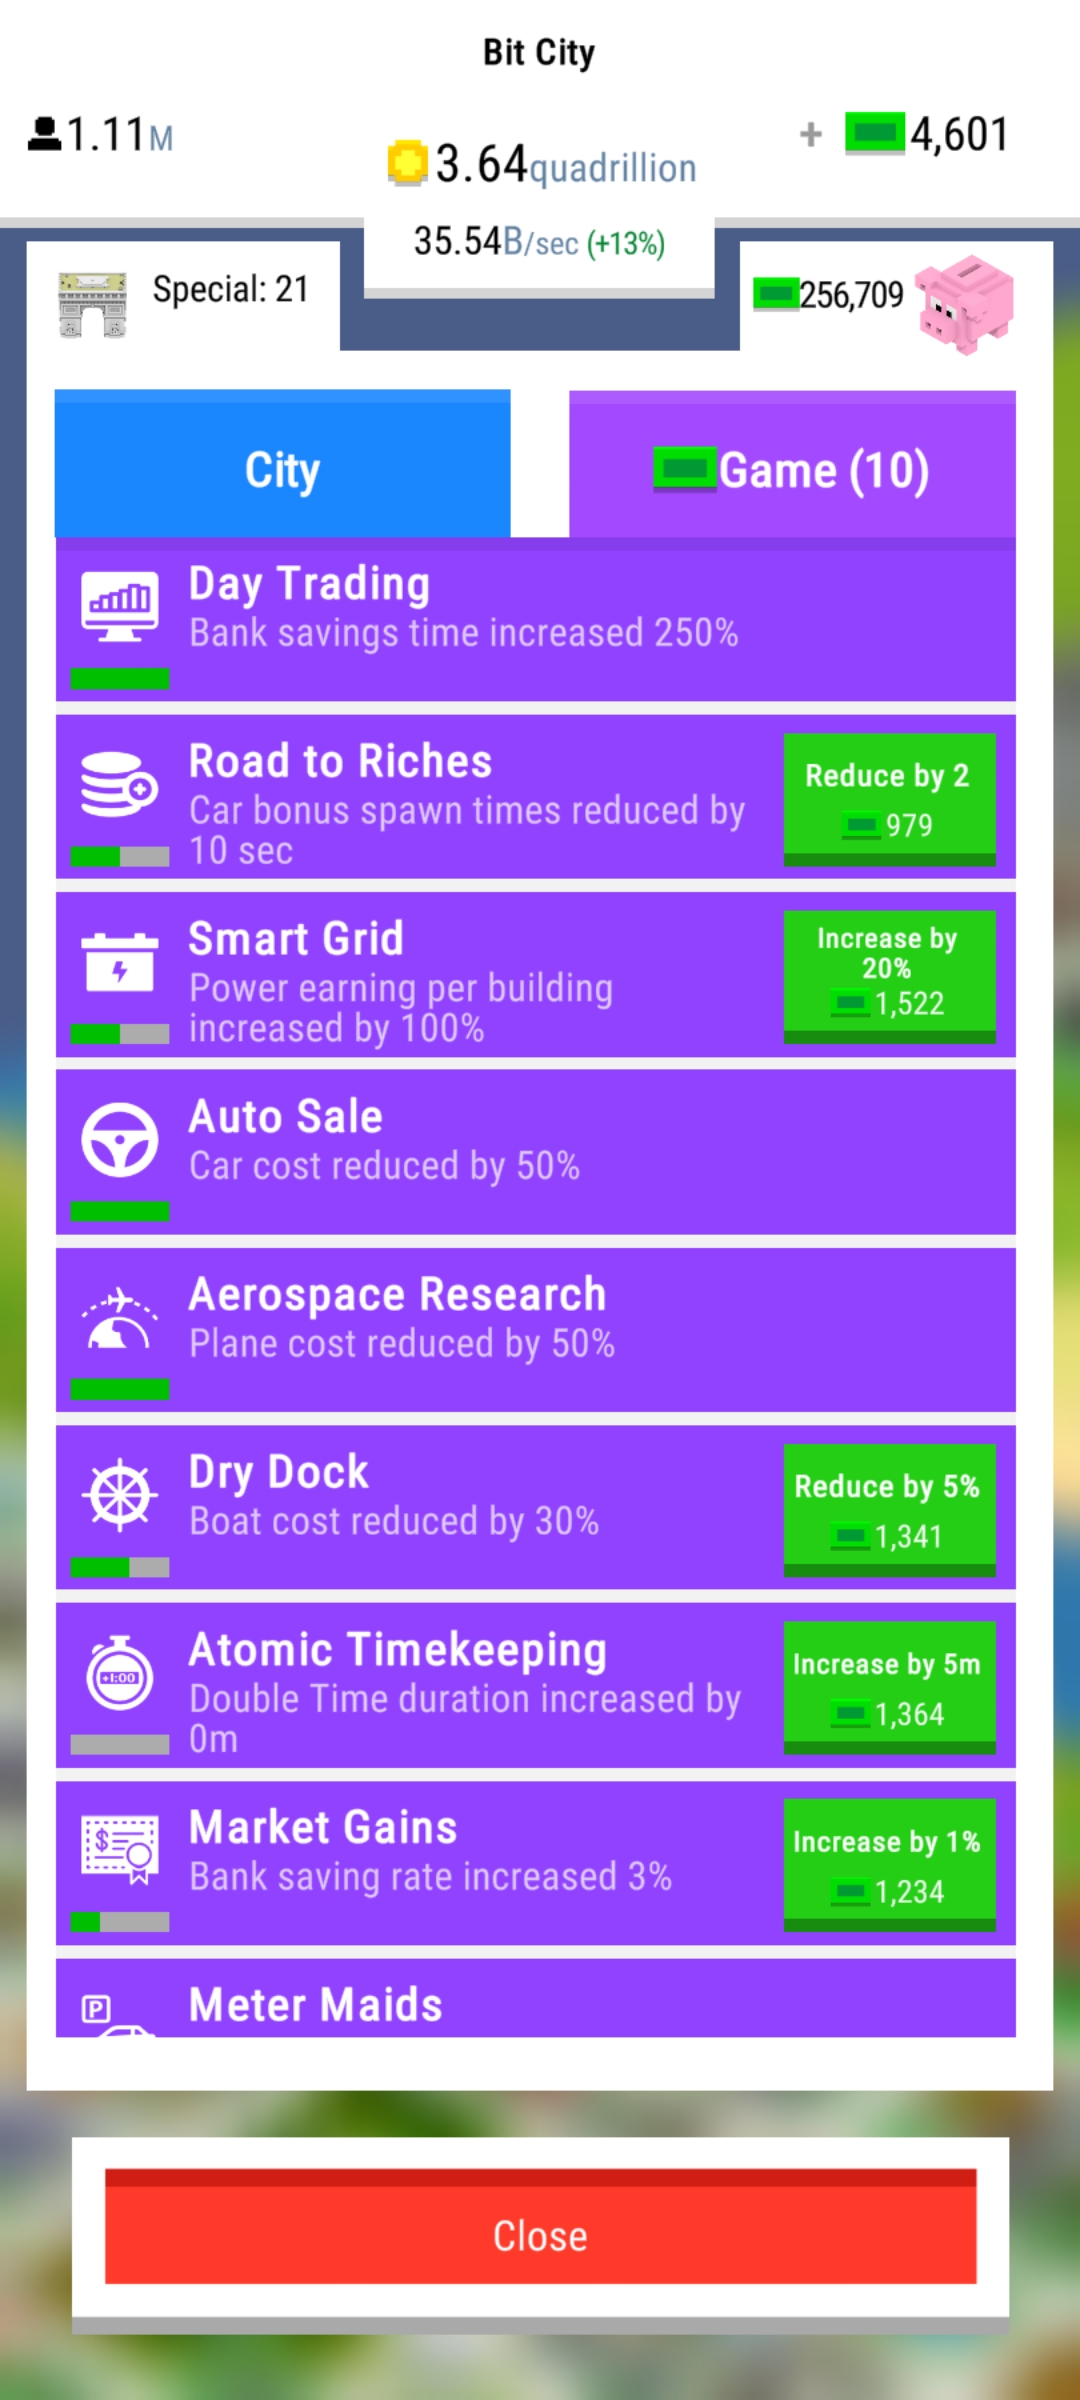 Bit City
1.11M
3.64quadrillion
+ 4,601
35.54B/sec (+13%)
Special: 21
256,709
City
Game (10)
Day Trading
Bank savings time increased 250%
Road to Riches
Car bonus spawn times reduced by
10 sec
Reduce by 2
979
Smart Grid
Power earning per building
increased by 100%
Increase by
20%
1,522
Auto Sale
Car cost reduced by 50%
Aerospace Research
Plane cost reduced by 50%
Dry Dock
Boat cost reduced by 30%
Reduce by 5%
1,341
+1:00
Atomic Timekeeping
Double Time duration increased by
0m
Increase by 5m
1,364
$
Market Gains
Bank saving rate increased 3%
Increase by 1%
1,234
P
Meter Maids
Close